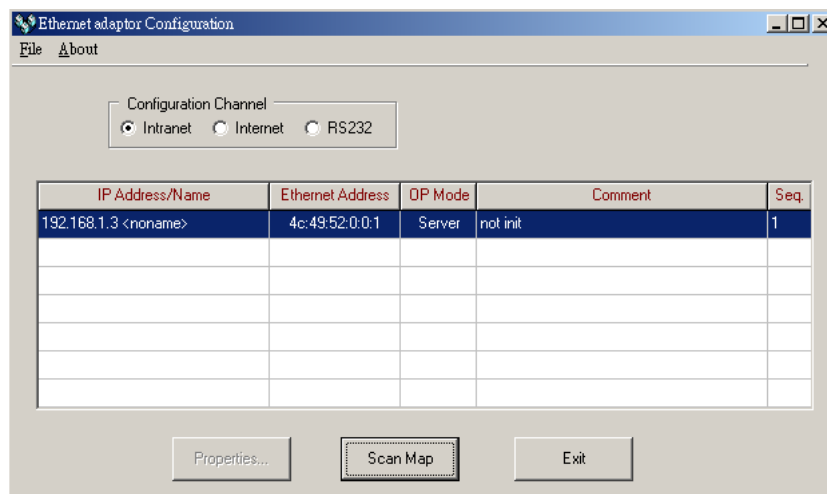 Ethernet adaptor Configuration
File About
Configuration Channel
Intranet Internet RS232
IP Address/Name Ethernet Address OP Mode Comment Seq.
192.168.1.3 <noname> 4c:49:52:0:0:1 Server not init 1
Properties... Scan Map Exit